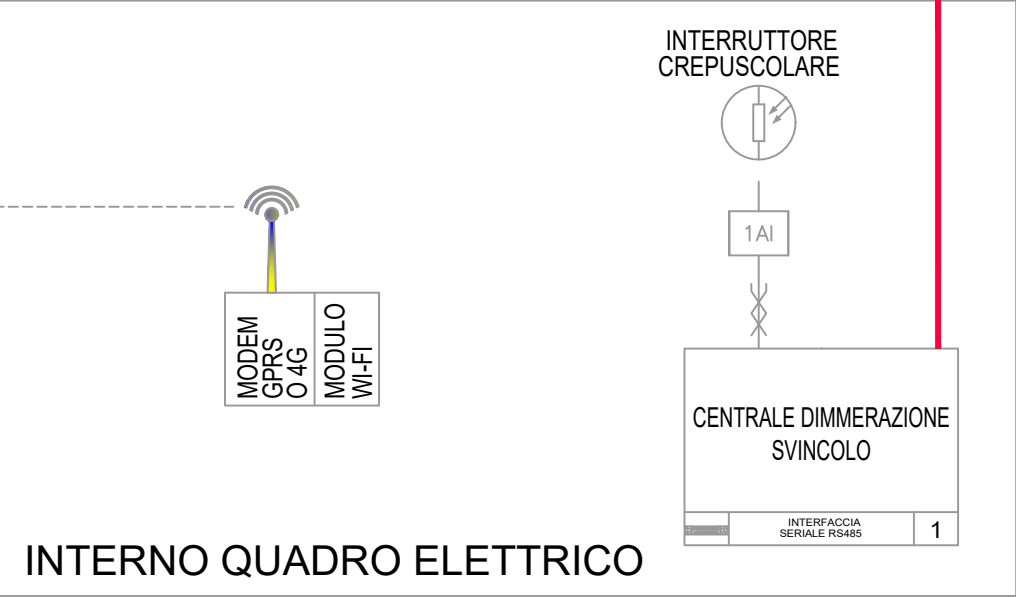 INTERRUTTORE
CREPUSCOLARE
1AI
MODEM
GPRS
O 4G
MODULO
WI-FI
CENTRALE DIMMERAZIONE
SVINCOLO
INTERFACCIA
SERIALE RS485
1
INTERNO QUADRO ELETTRICO